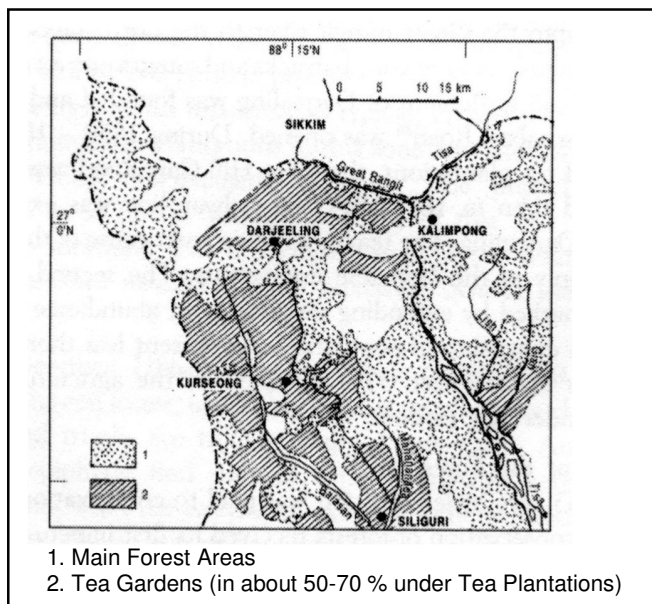 88° 15'N
0 5 10 15 km
SIKKIM
Great Rangit
Tista
27°
0'N
DARJEELING
KALIMPONG
KURSEONG
Balasan
SILIGURI
1
2
1. Main Forest Areas
2. Tea Gardens (in about 50-70 % under Tea Plantations)